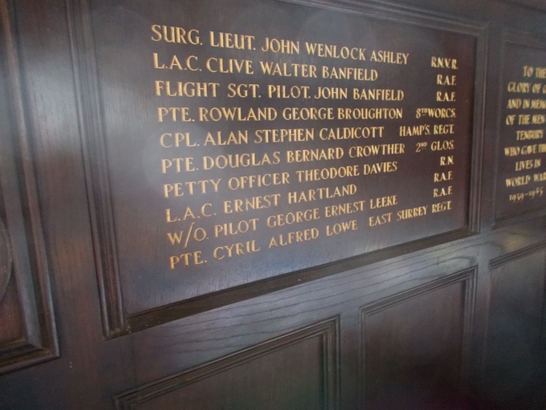 SURG. LIEUT. JOHN WENLOCK ASHLEY R.N.V.R.
L.A.C. CLIVE WALTER BANFIELD R.A.F.
FLIGHT SGT. PILOT. JOHN BANFIELD R.A.F.
PTE. ROWLAND GEORGE BROUGHTON 8TH WORCS.
CPL. ALAN STEPHEN CALDICOTT HAMP'S. REGT.
PTE. DOUGLAS BERNARD CROWTHER 2ND GLOS.
PETTY OFFICER THEODORE DAVIES R.N.
L.A.C. ERNEST HARTLAND R.A.F.
W/O. PILOT GEORGE ERNEST LEEKE R.A.F.
PTE. CYRIL ALFRED LOWE EAST SURREY REGT.
TO THE
GLORY OF
AND IN MEM
OF THE MEN
TENBURY
WHO GAVE TH
LIVES IN
WORLD WAR
1939-1945